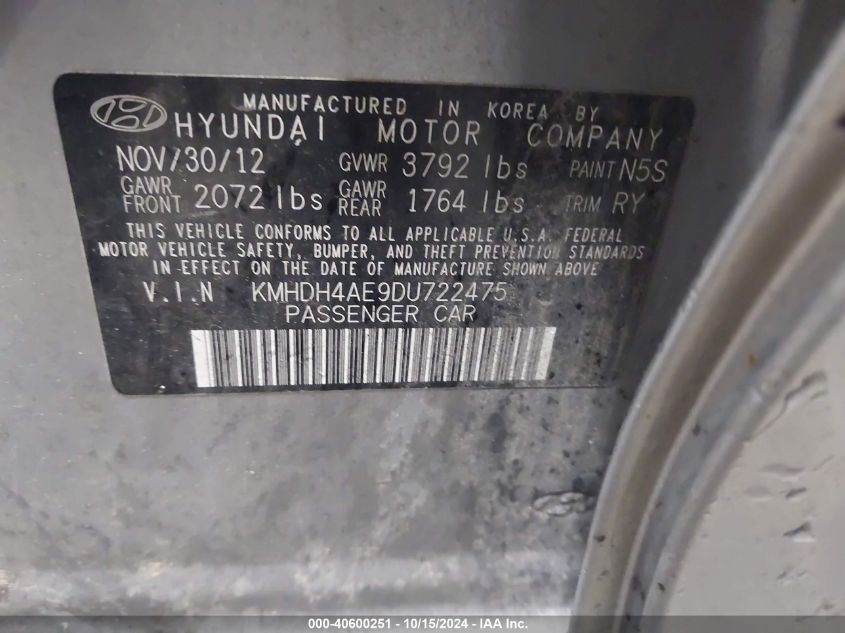 MANUFACTURED IN KOREA BY
HYUNDAI MOTOR COMPANY
NOV/30/12 GVWR 3792 lbs PAINT N5S
GAWR FRONT 2072 lbs GAWR REAR 1764 lbs TRIM RY
THIS VEHICLE CONFORMS TO ALL APPLICABLE U.S.A. FEDERAL
MOTOR VEHICLE SAFETY, BUMPER, AND THEFT PREVENTION STANDARDS
IN EFFECT ON THE DATE OF MANUFACTURE SHOWN ABOVE
V.I.N KMHDH4AE9DU722475
PASSENGER CAR
000-40600251 - 10/15/2024 - IAA Inc.